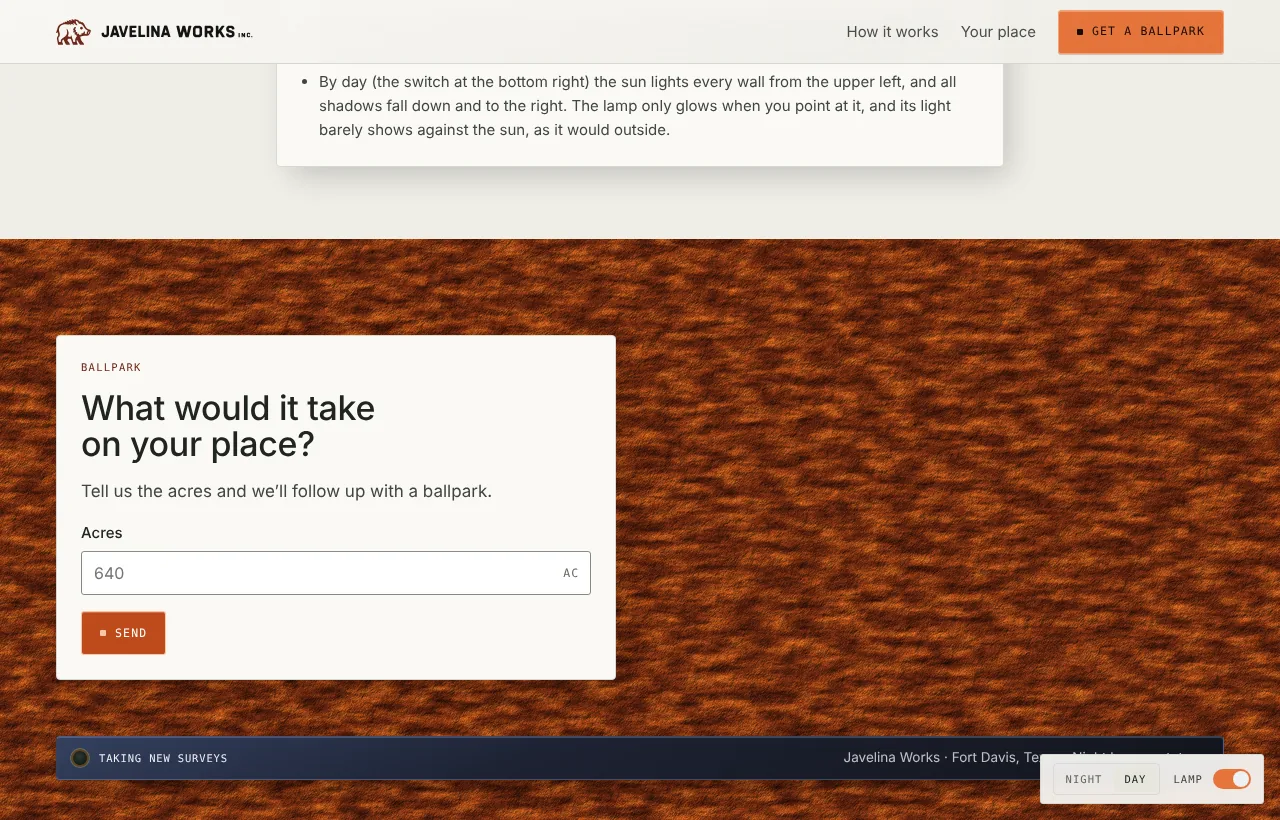 JAVELINA WORKS INC.
How it works
Your place
GET A BALLPARK
By day (the switch at the bottom right) the sun lights every wall from the upper left, and all
shadows fall down and to the right. The lamp only glows when you point at it, and its light
barely shows against the sun, as it would outside.
BALLPARK
What would it take
on your place?
Tell us the acres and we’ll follow up with a ballpark.
Acres
640
AC
SEND
TAKING NEW SURVEYS
Javelina Works · Fort Davis,
NIGHT
DAY
LAMP